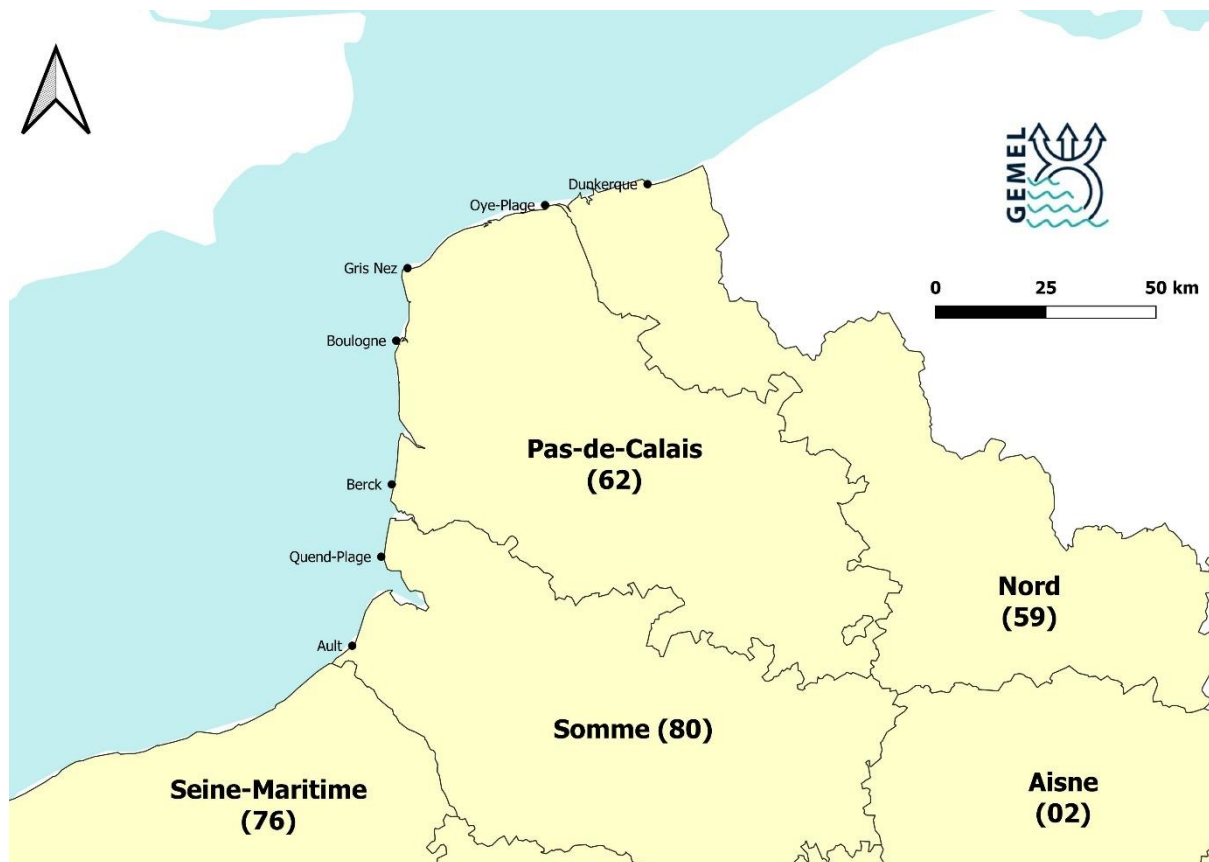 GEMEL
Dunkerque
Oye-Plage
Gris Nez
0 25 50 km
Boulogne
Pas-de-Calais
(62)
Berck
Quend-Plage
Nord
(59)
Ault
Somme (80)
Seine-Maritime
(76)
Aisne
(02)